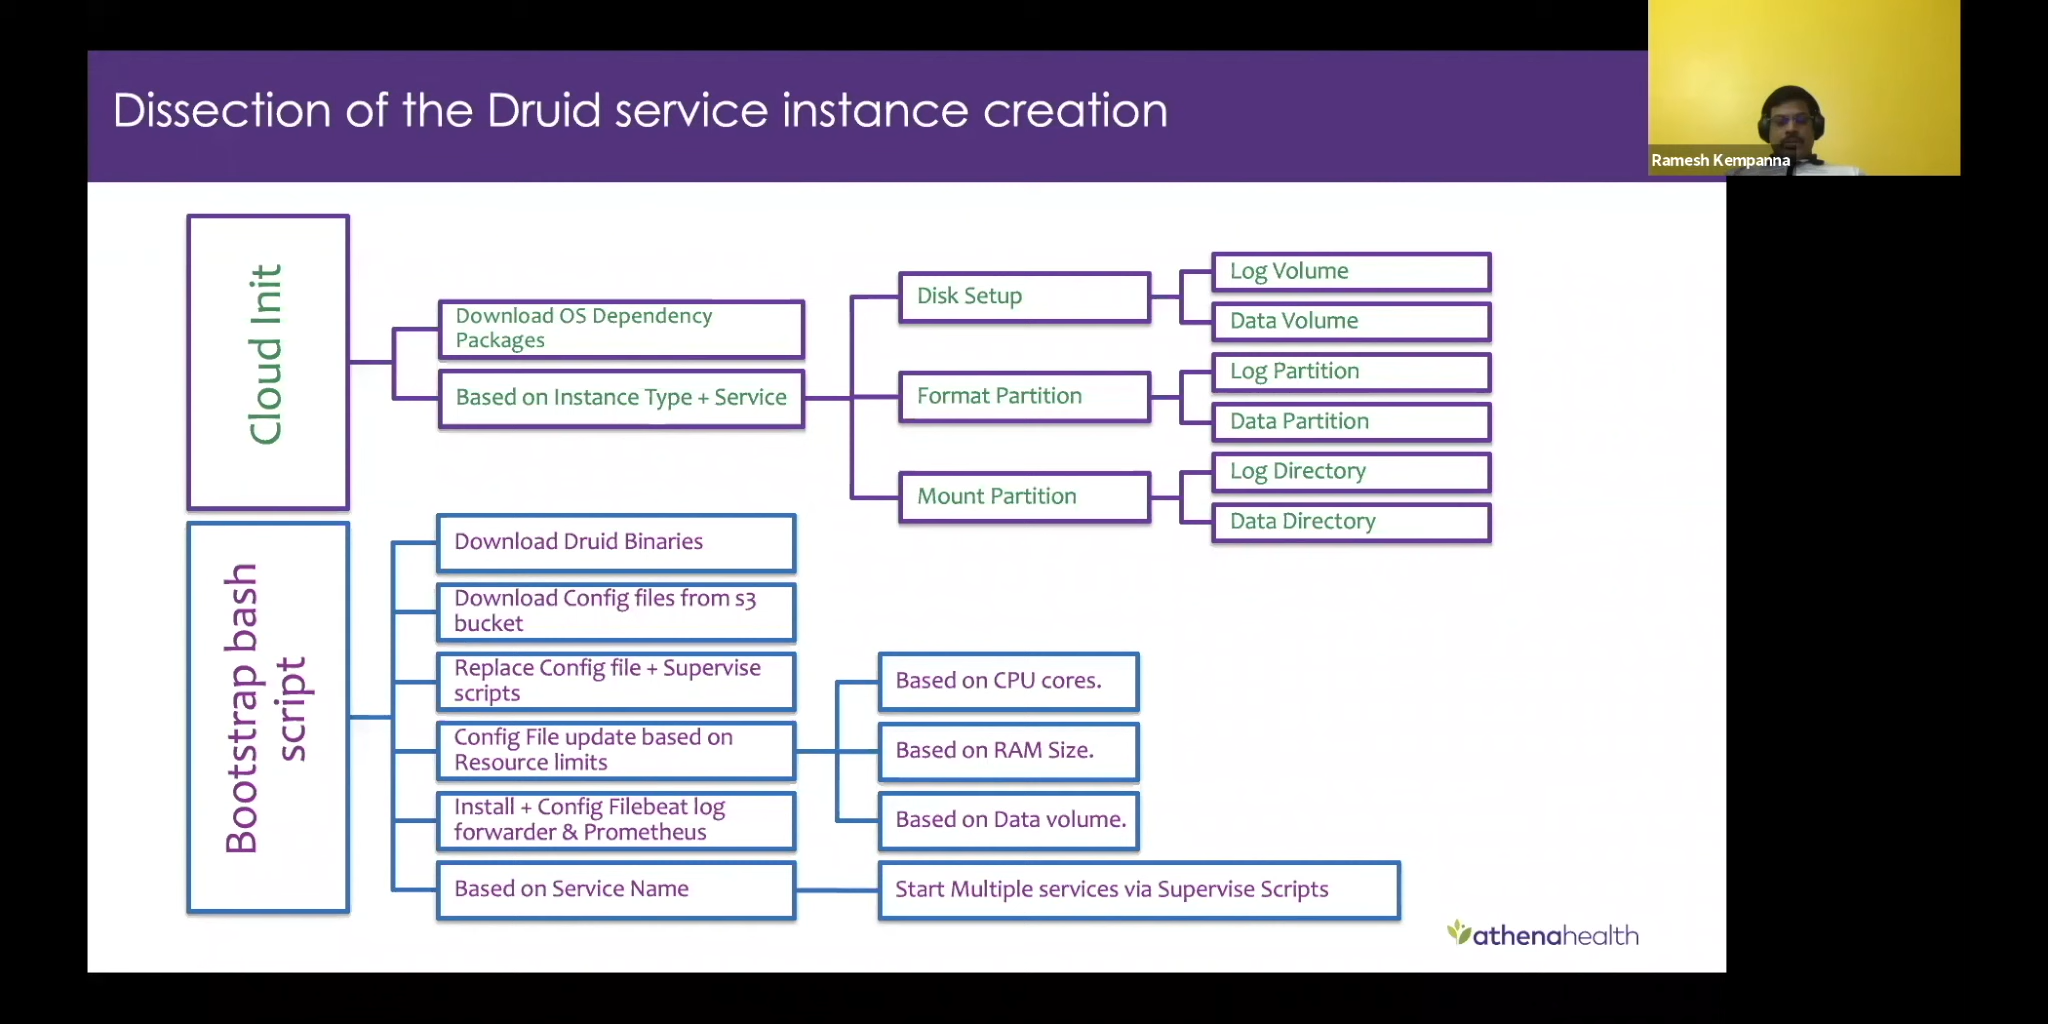 Dissection of the Druid service instance creation
Ramesh Kempanna
Cloud Init
Download OS Dependency
Packages
Based on Instance Type + Service
Disk Setup
Log Volume
Data Volume
Format Partition
Log Partition
Data Partition
Mount Partition
Log Directory
Data Directory
Bootstrap bash
script
Download Druid Binaries
Download Config files from s3
bucket
Replace Config file + Supervise
scripts
Config File update based on
Resource limits
Based on CPU cores.
Based on RAM Size.
Based on Data volume.
Install + Config Filebeat log
forwarder & Prometheus
Based on Service Name
Start Multiple services via Supervise Scripts
athenahealth